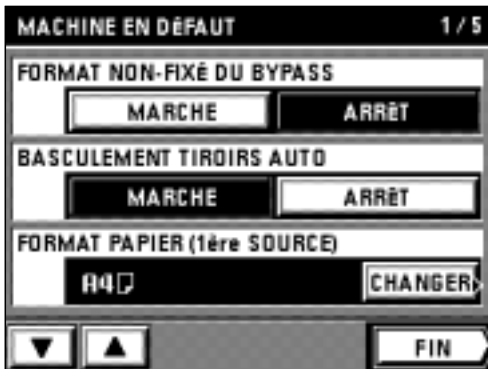 MACHINE EN DéFAUT 1/5
FORMAT NON-FIXé DU BYPASS
MARCHE ARRêT
BASCULEMENT TIROIRS AUTO
MARCHE ARRêT
FORMAT PAPIER (1ère SOURCE)
A4 CHANGER
FIN